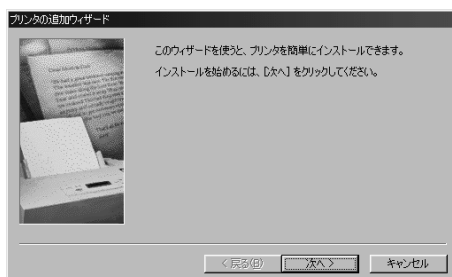 プリンタの追加ウィザード
このウィザードを使うと、プリンタを簡単にインストールできます。
インストールを始めるには、[次へ] をクリックしてください。
< 戻る(B)
次へ >
キャンセル